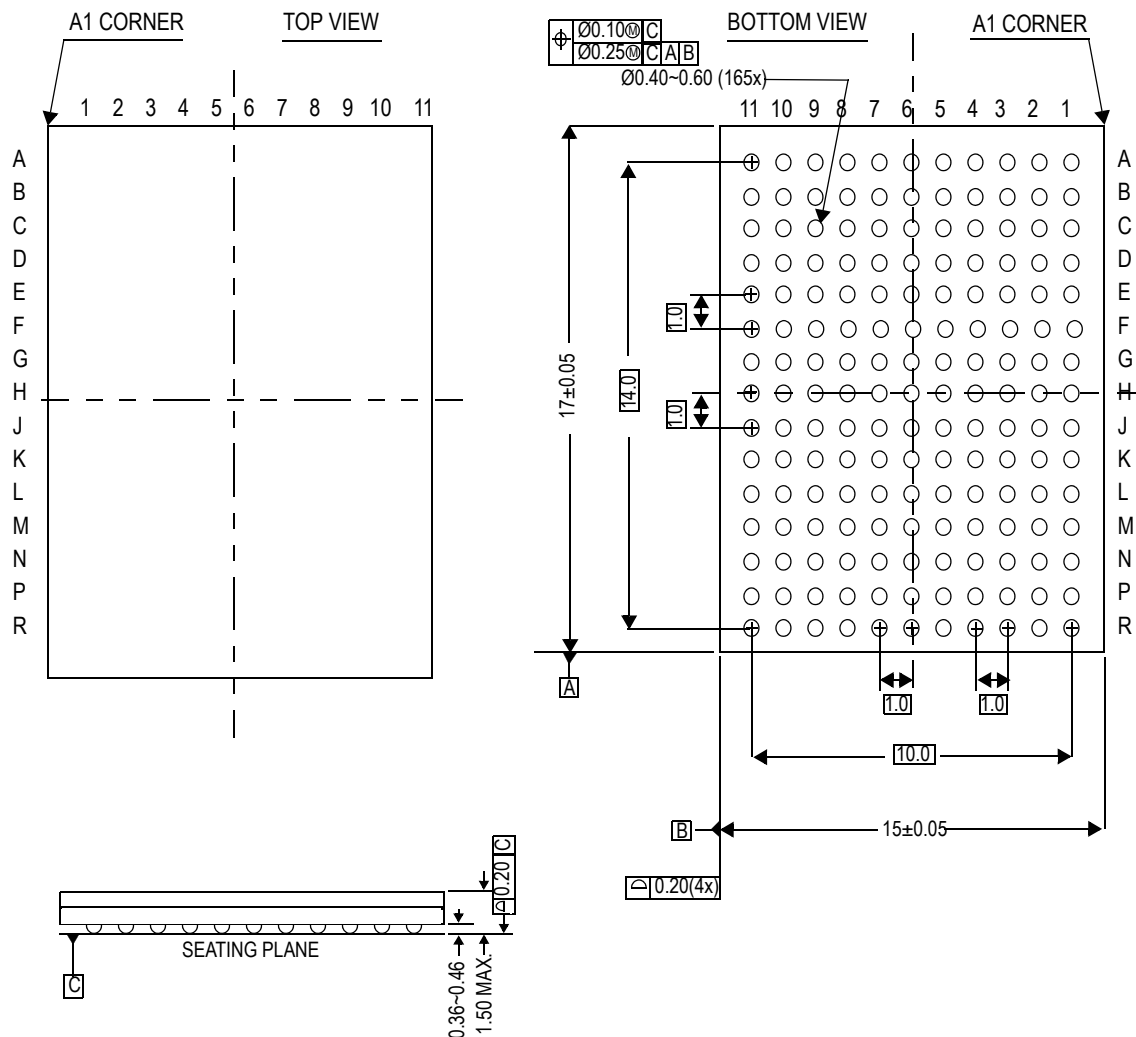 A1 CORNER
TOP VIEW
1 2 3 4 5 6 7 8 9 10 11
A
B
C
D
E
F
G
H
J
K
L
M
N
P
R
Ø0.10Ⓜ C
Ø0.25Ⓜ C A B
BOTTOM VIEW
A1 CORNER
Ø0.40~0.60 (165x)
11 10 9 8 7 6 5 4 3 2 1
A
B
C
D
E
F
G
H
J
K
L
M
N
P
R
1.0
1.0
14.0
17±0.05
A
1.0
1.0
10.0
B
15±0.05
0.20(4x)
0.20 C
SEATING PLANE
C
0.36~0.46
1.50 MAX.